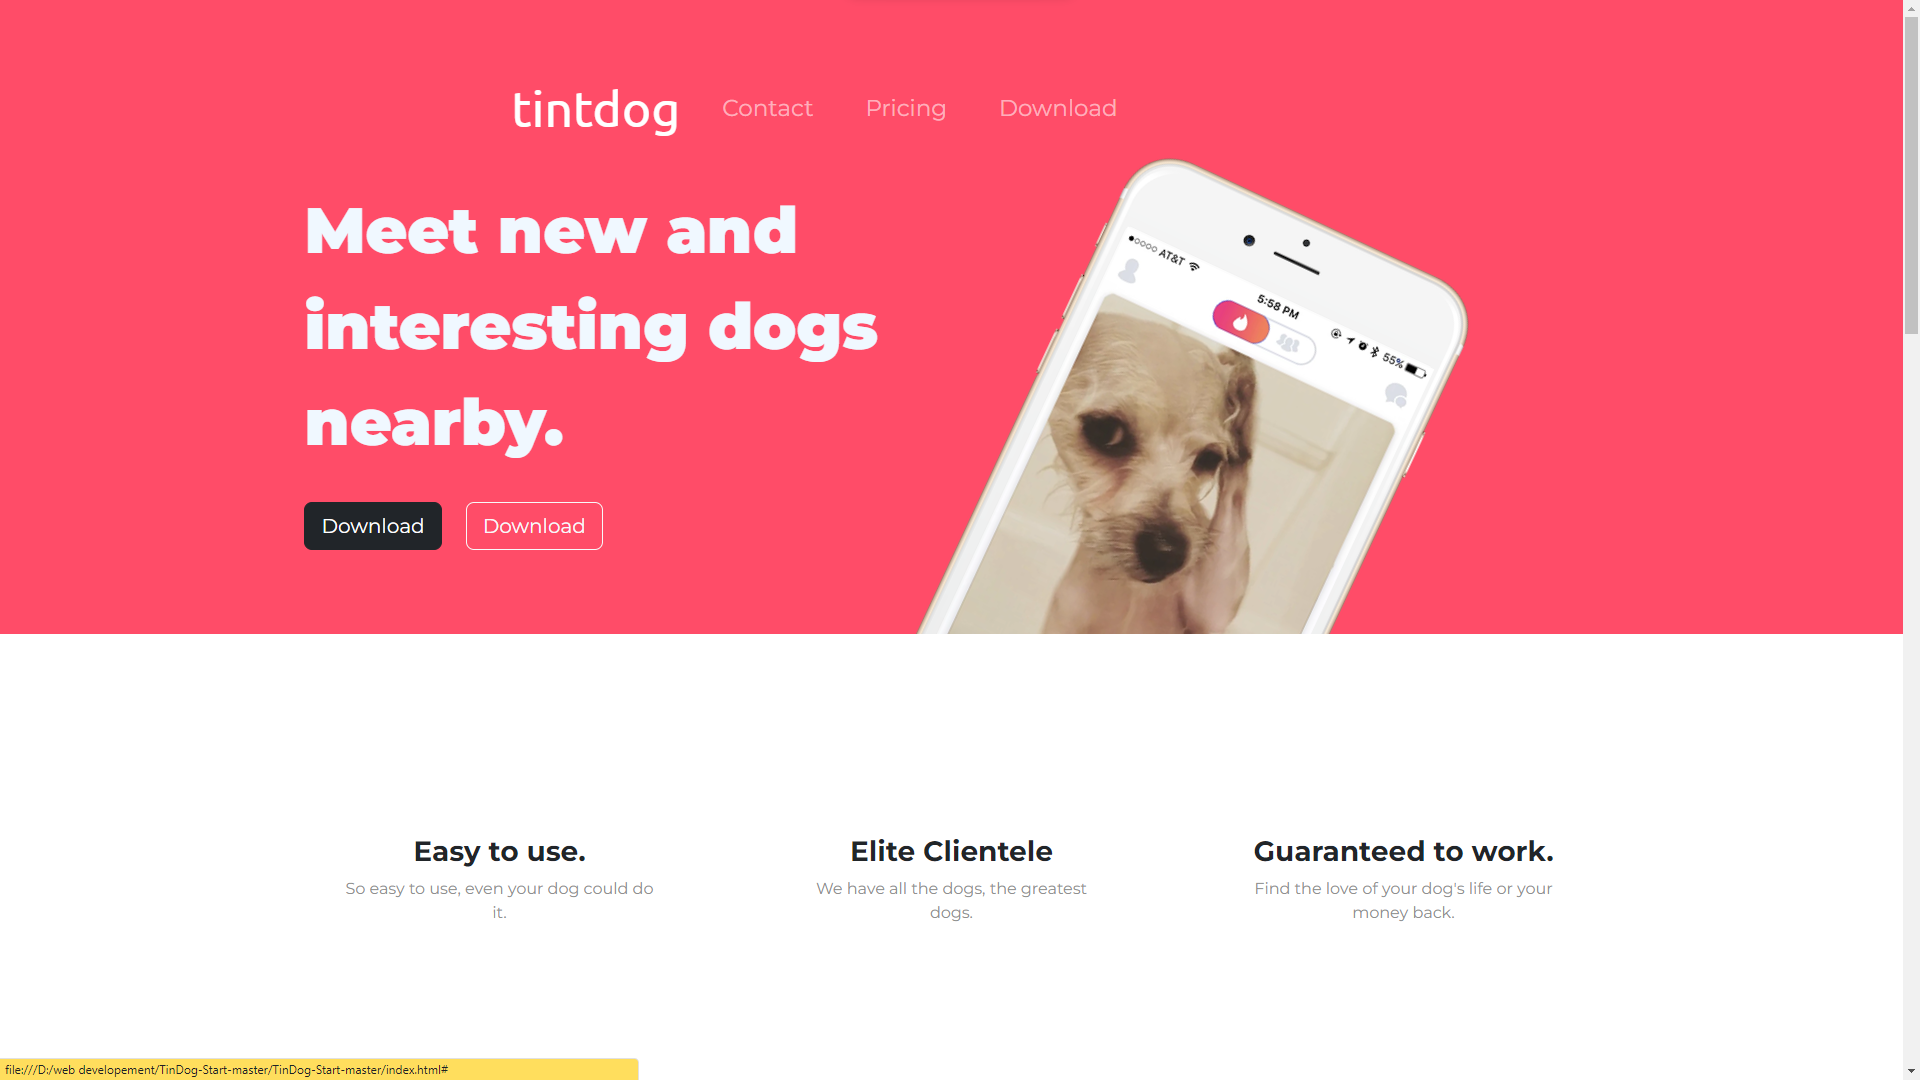 tintdog
Contact
Pricing
Download
Meet new and
interesting dogs
nearby.
Download
Download
AT&T
5:58 PM
55%
Easy to use.
So easy to use, even your dog could do
it.
Elite Clientele
We have all the dogs, the greatest
dogs.
Guaranteed to work.
Find the love of your dog's life or your
money back.
file:///D:/web developement/TinDog-Start-master/TinDog-Start-master/index.html#